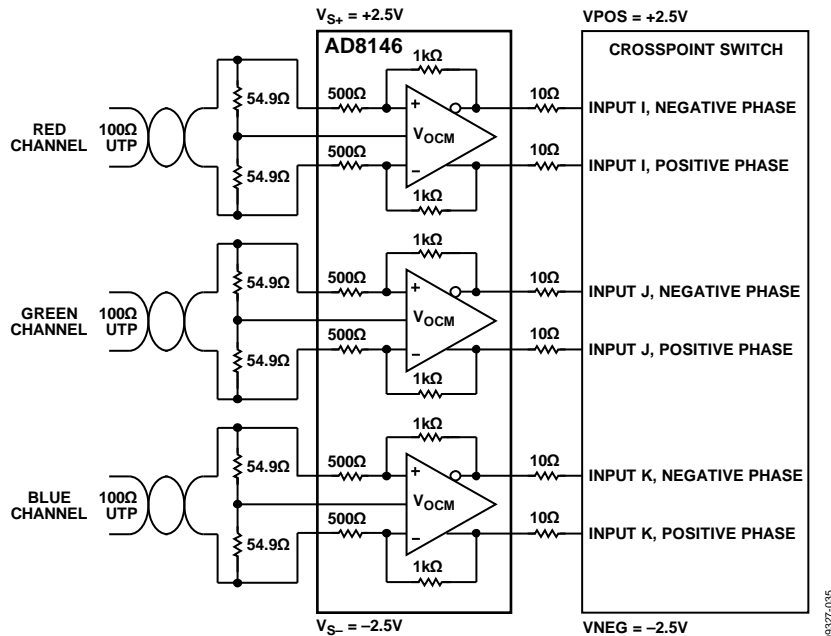 VS+ = +2.5V
VPOS = +2.5V
AD8146
CROSSPOINT SWITCH
1kΩ
500Ω
10Ω
54.9Ω
+
INPUT I, NEGATIVE PHASE
RED CHANNEL
100Ω UTP
VOCM
54.9Ω
500Ω
–
10Ω
INPUT I, POSITIVE PHASE
1kΩ
1kΩ
500Ω
10Ω
54.9Ω
+
INPUT J, NEGATIVE PHASE
GREEN CHANNEL
100Ω UTP
VOCM
54.9Ω
500Ω
–
10Ω
INPUT J, POSITIVE PHASE
1kΩ
1kΩ
500Ω
10Ω
54.9Ω
+
INPUT K, NEGATIVE PHASE
BLUE CHANNEL
100Ω UTP
VOCM
54.9Ω
500Ω
–
10Ω
INPUT K, POSITIVE PHASE
1kΩ
VS– = –2.5V
VNEG = –2.5V